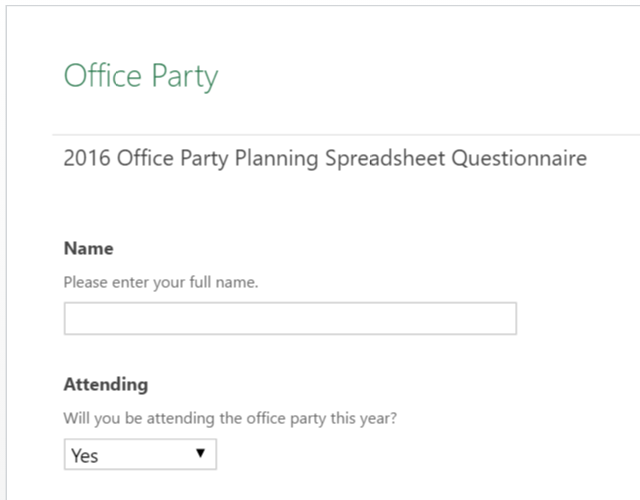 Office Party
2016 Office Party Planning Spreadsheet Questionnaire
Name
Please enter your full name.
Attending
Will you be attending the office party this year?
Yes